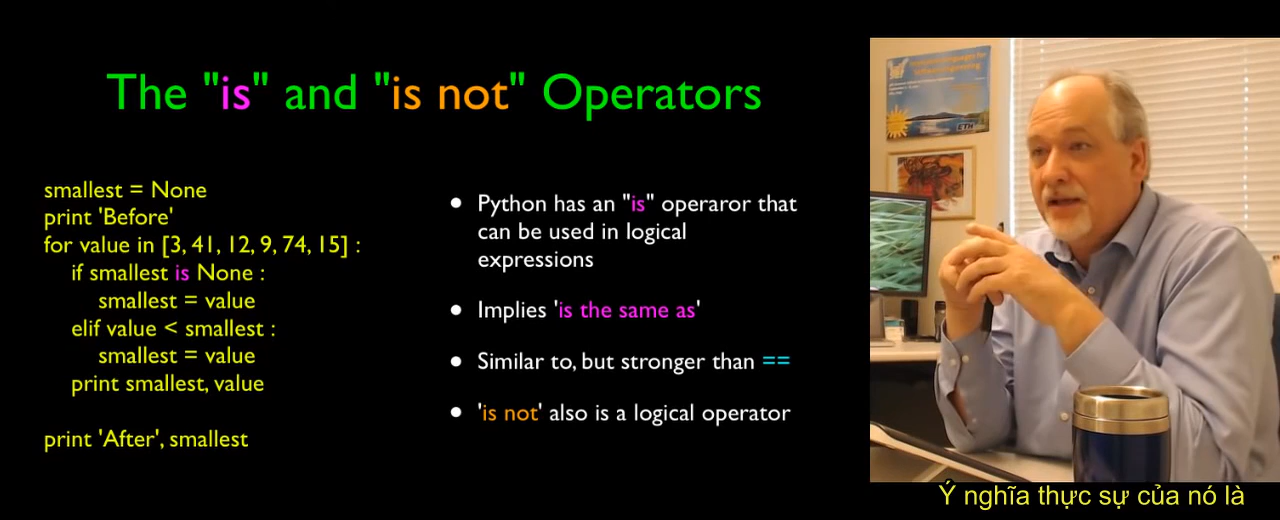 The "is" and "is not" Operators
smallest = None
print 'Before'
for value in [3, 41, 12, 9, 74, 15] :
if smallest is None :
smallest = value
elif value < smallest :
smallest = value
print smallest, value
print 'After', smallest
• Python has an "is" operaror that
can be used in logical
expressions
• Implies 'is the same as'
• Similar to, but stronger than ==
• 'is not' also is a logical operator
ETH
Ý nghĩa thực sự của nó là